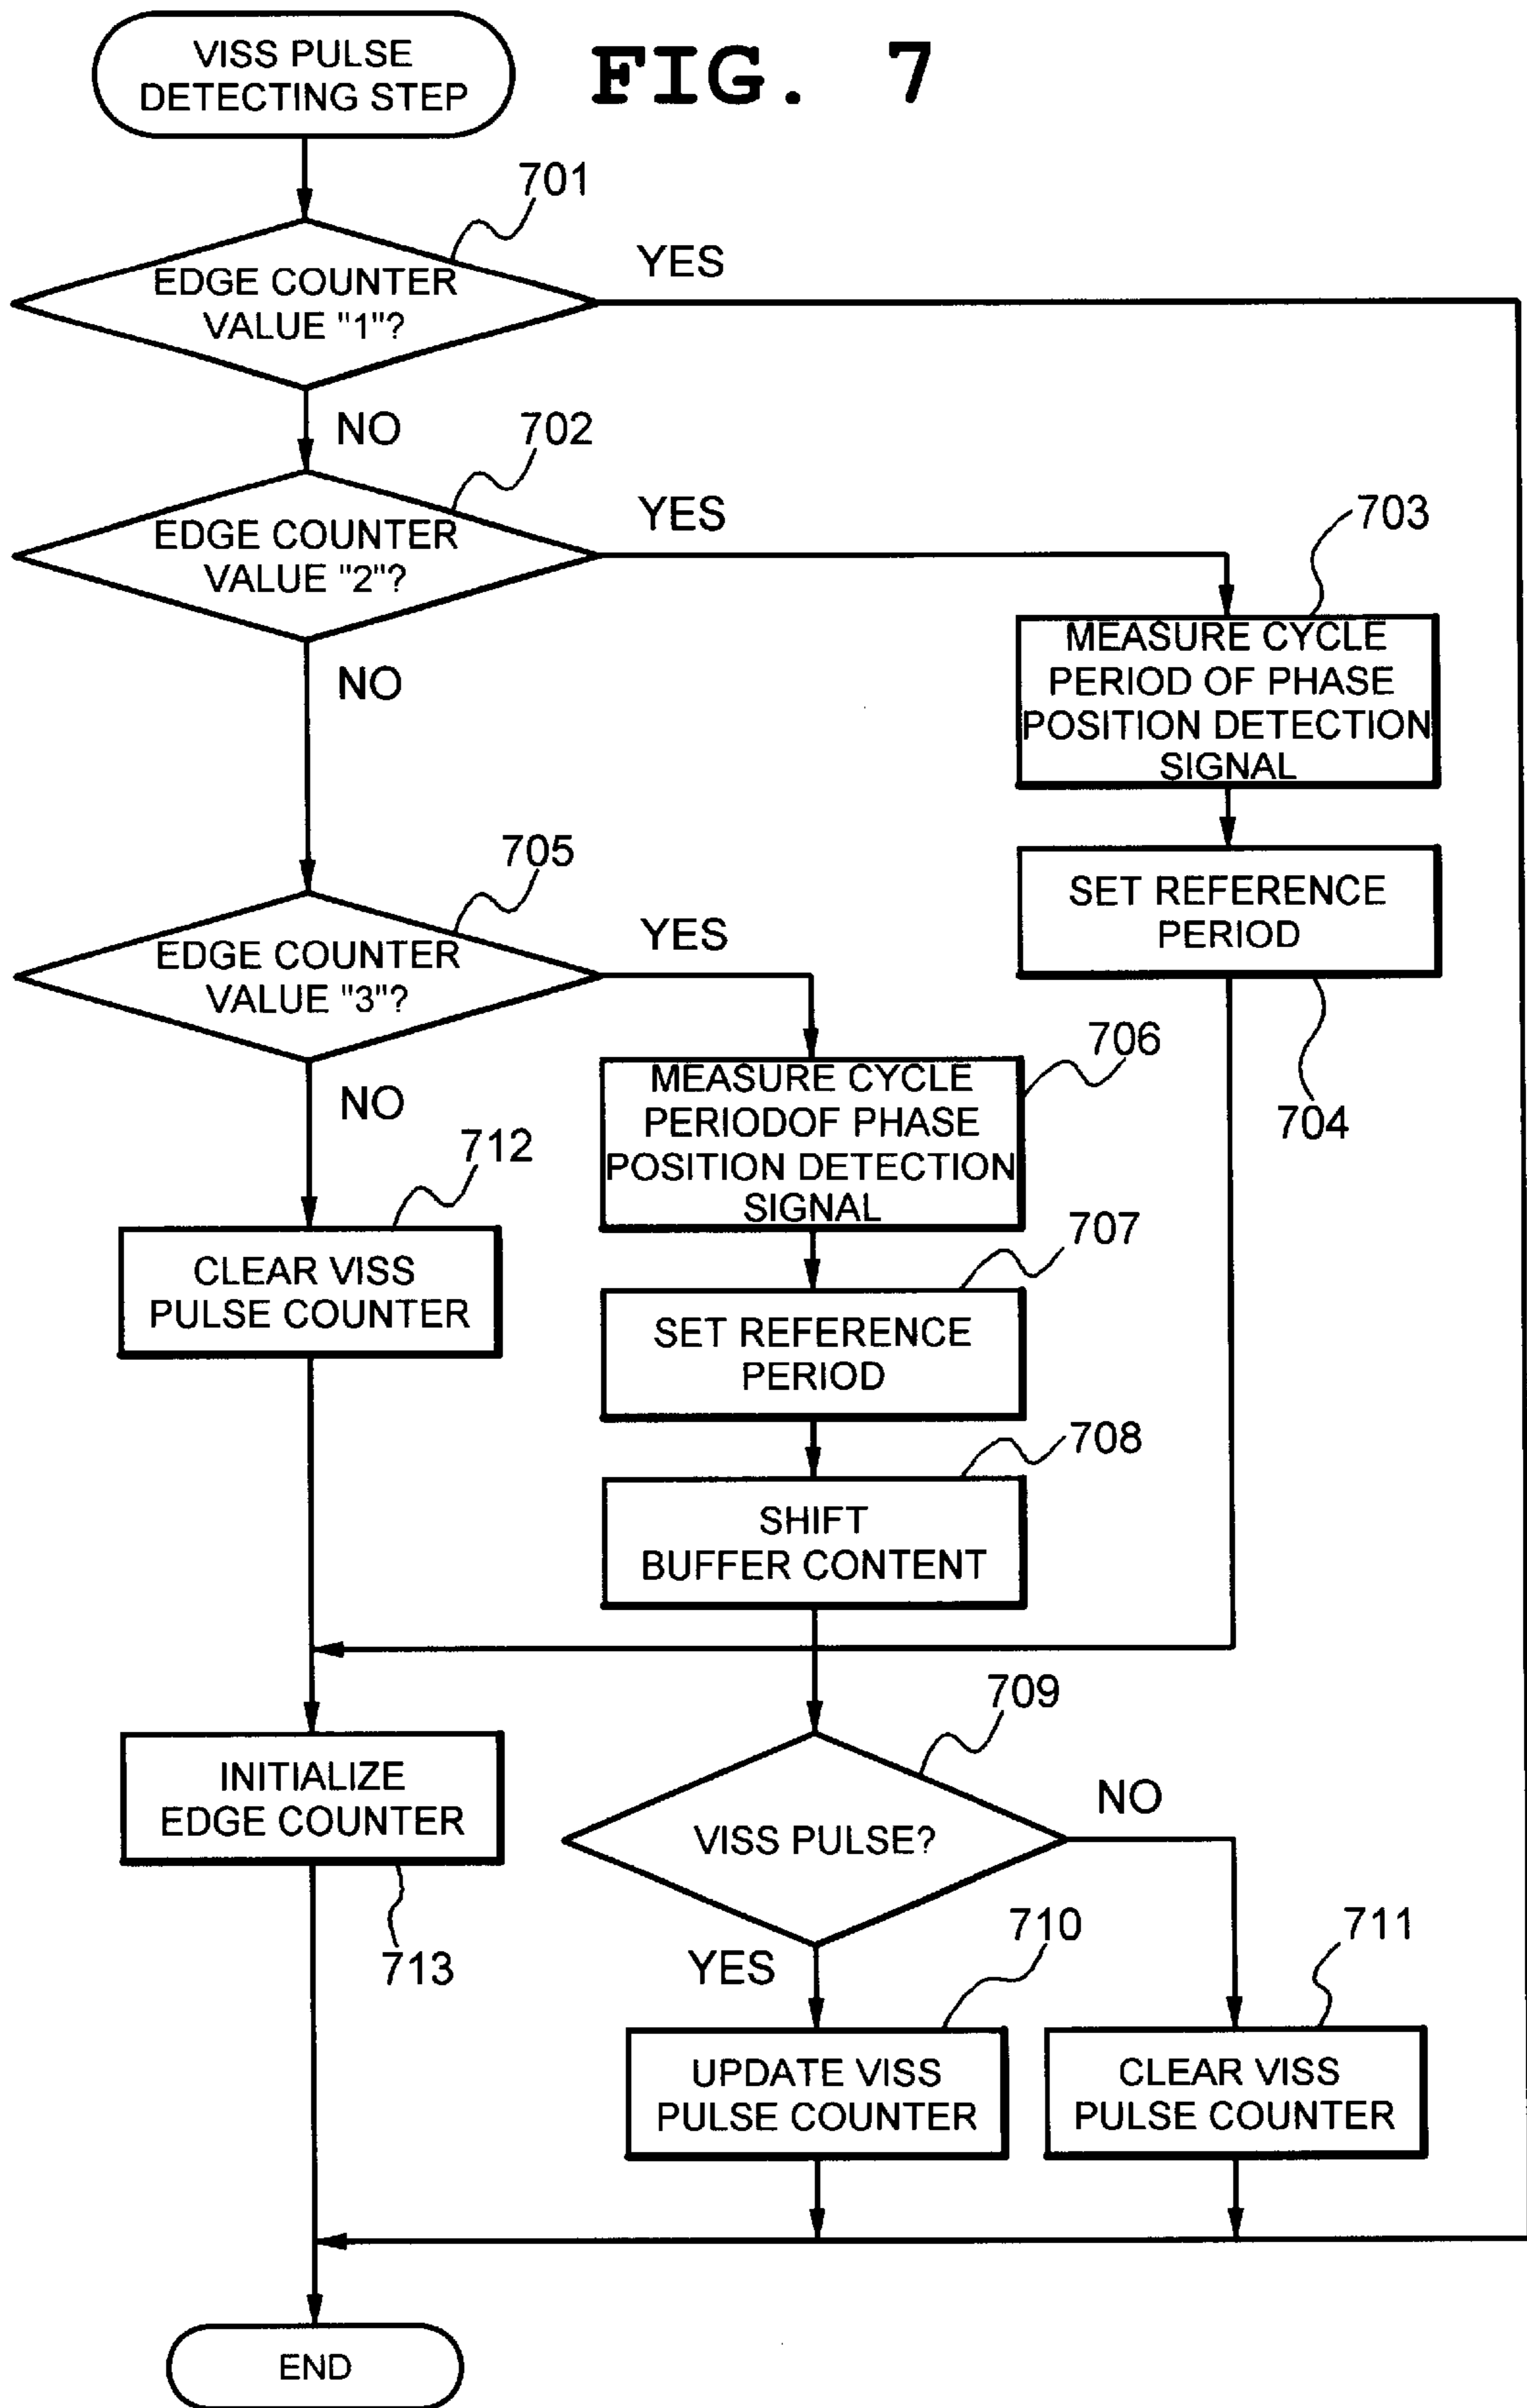 VISS PULSE
DETECTING STEP
FIG. 7
701
EDGE COUNTER
VALUE "1"?
YES
NO
702
EDGE COUNTER
VALUE "2"?
YES
703
MEASURE CYCLE
PERIOD OF PHASE
POSITION DETECTION
SIGNAL
NO
SET REFERENCE
PERIOD
704
705
EDGE COUNTER
VALUE "3"?
YES
706
MEASURE CYCLE
PERIODOF PHASE
POSITION DETECTION
SIGNAL
NO
712
CLEAR VISS
PULSE COUNTER
707
SET REFERENCE
PERIOD
708
SHIFT
BUFFER CONTENT
709
INITIALIZE
EDGE COUNTER
713
VISS PULSE?
NO
YES
710
711
UPDATE VISS
PULSE COUNTER
CLEAR VISS
PULSE COUNTER
END